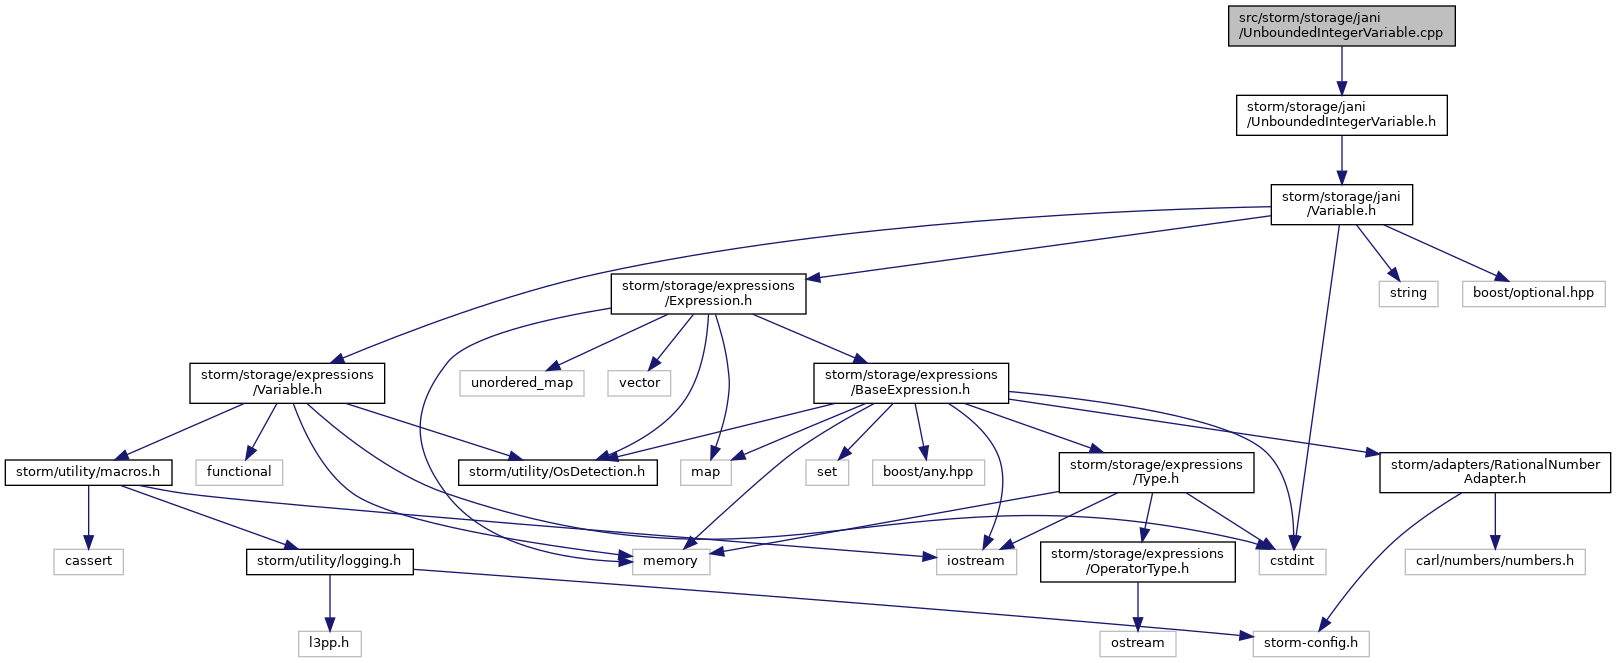 src/storm/storage/jani
/UnboundedIntegerVariable.cpp
storm/storage/jani
/UnboundedIntegerVariable.h
storm/storage/jani
/Variable.h
storm/storage/expressions
/Expression.h
string
boost/optional.hpp
storm/storage/expressions
/Variable.h
unordered_map
vector
storm/storage/expressions
/BaseExpression.h
storm/utility/macros.h
functional
storm/utility/OsDetection.h
map
set
boost/any.hpp
storm/storage/expressions
/Type.h
storm/adapters/RationalNumber
Adapter.h
cassert
storm/utility/logging.h
memory
iostream
storm/storage/expressions
/OperatorType.h
cstdint
carl/numbers/numbers.h
l3pp.h
ostream
storm-config.h